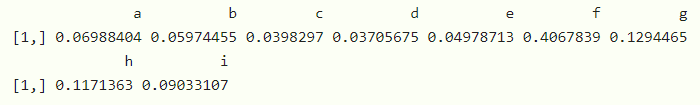 a b c d e f g
[1,] 0.06988404 0.05974455 0.0398297 0.03705675 0.04978713 0.4067839 0.1294465
h i
[1,] 0.1171363 0.09033107